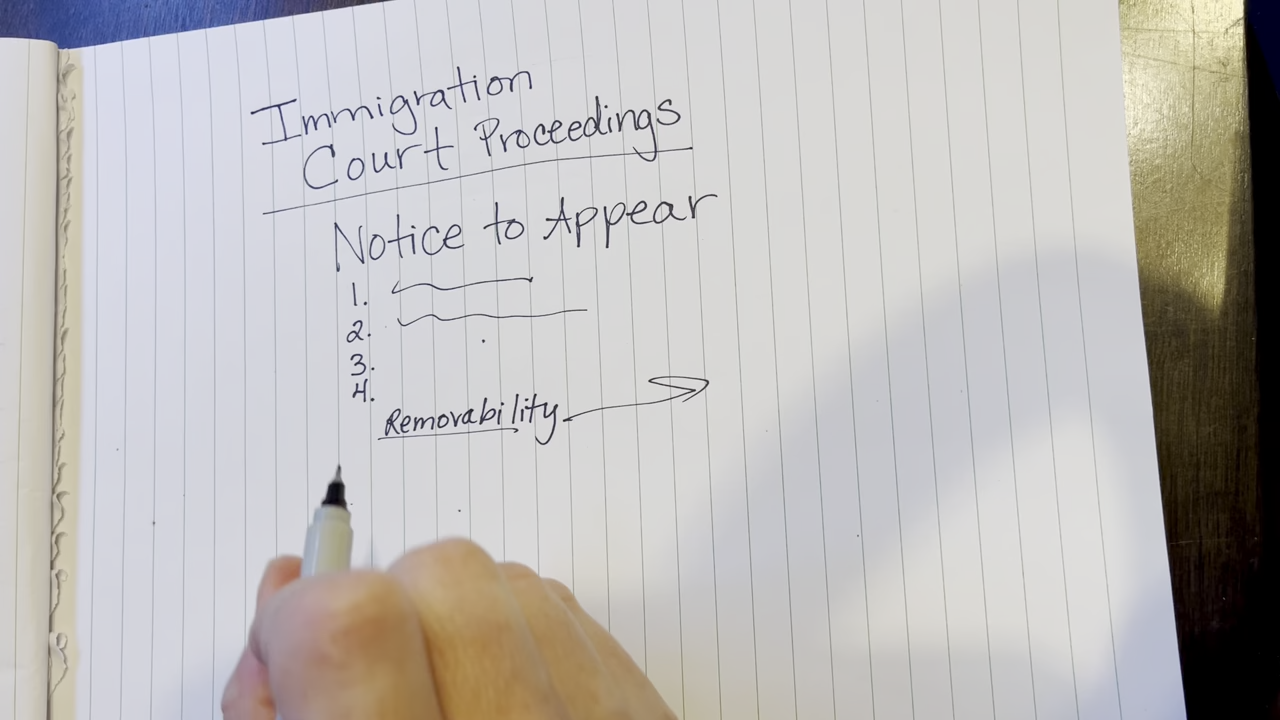 Immigration
Court Proceedings
Notice to Appear
1.
2.
3.
4.
Removability